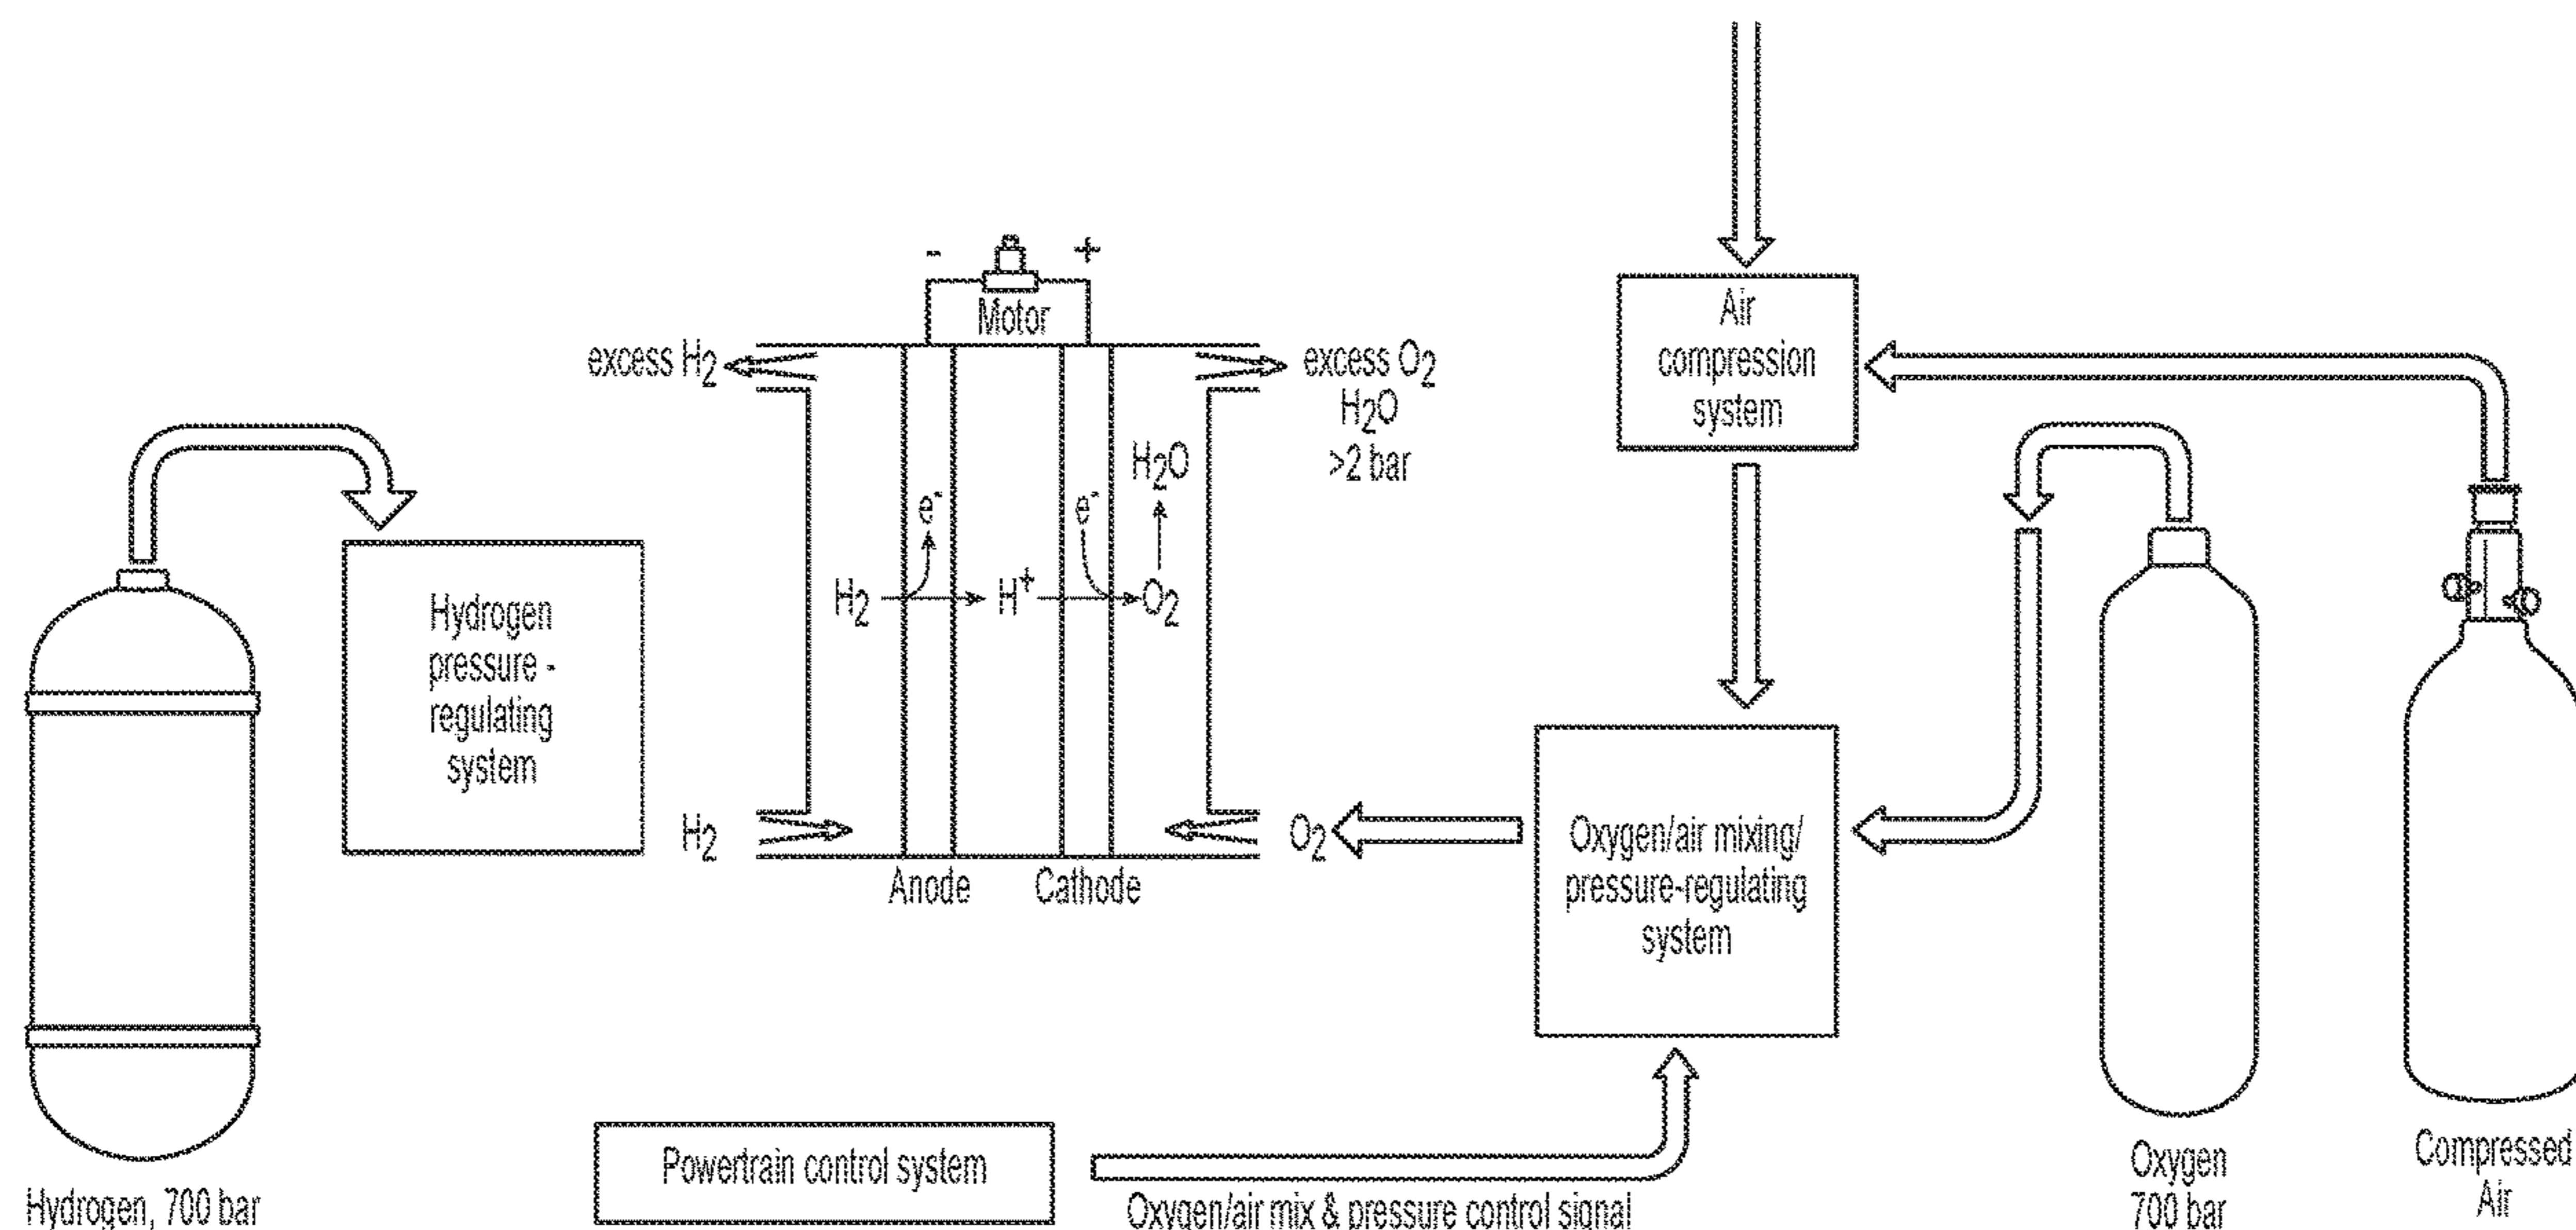 -
+
Motor
excess H2
excess O2
H2O
>2 bar
Air
compression
system
H2O
e-
e-
H2
H+
O2
Hydrogen
pressure -
regulating
system
H2
O2
Anode
Cathode
Oxygen/air mixing/
pressure-regulating
system
Powertrain control system
Oxygen/air mix & pressure control signal
Hydrogen, 700 bar
Oxygen
700 bar
Compressed
Air